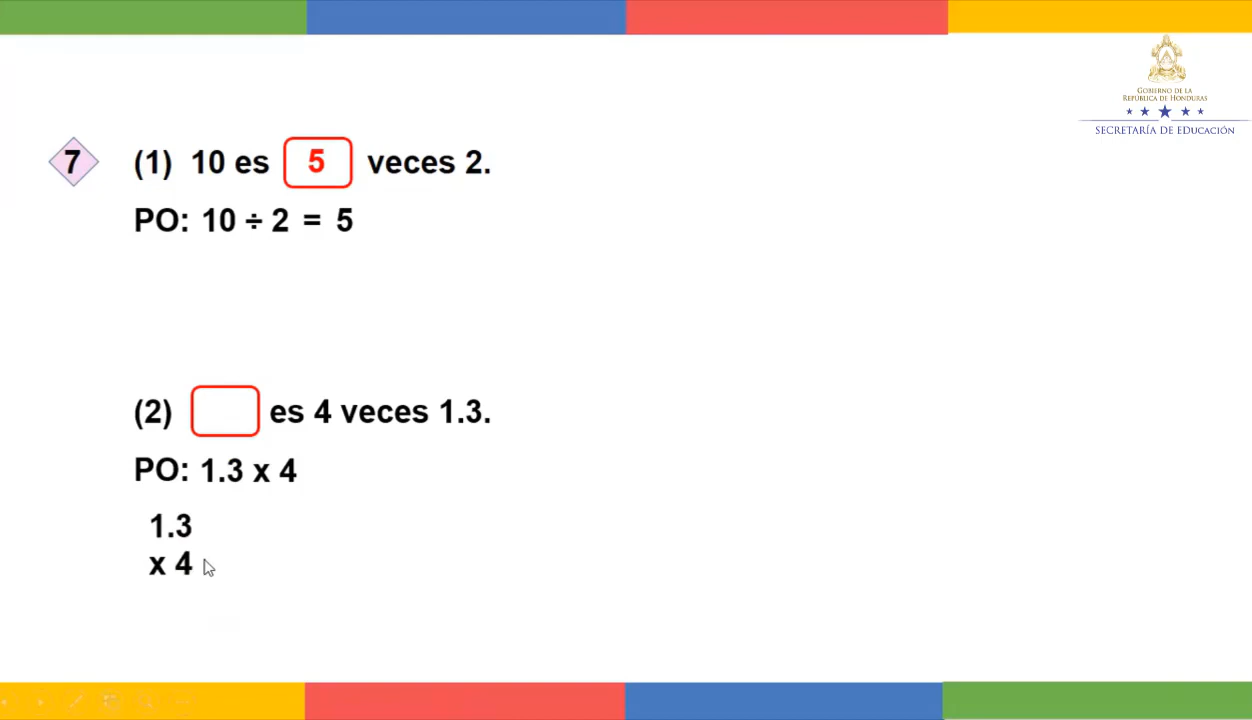 GOBIERNO DE LA
REPÚBLICA DE HONDURAS
SECRETARÍA DE EDUCACIÓN
7 (1) 10 es 5 veces 2.
PO: 10 ÷ 2 = 5
(2) es 4 veces 1.3.
PO: 1.3 x 4
1.3
x 4